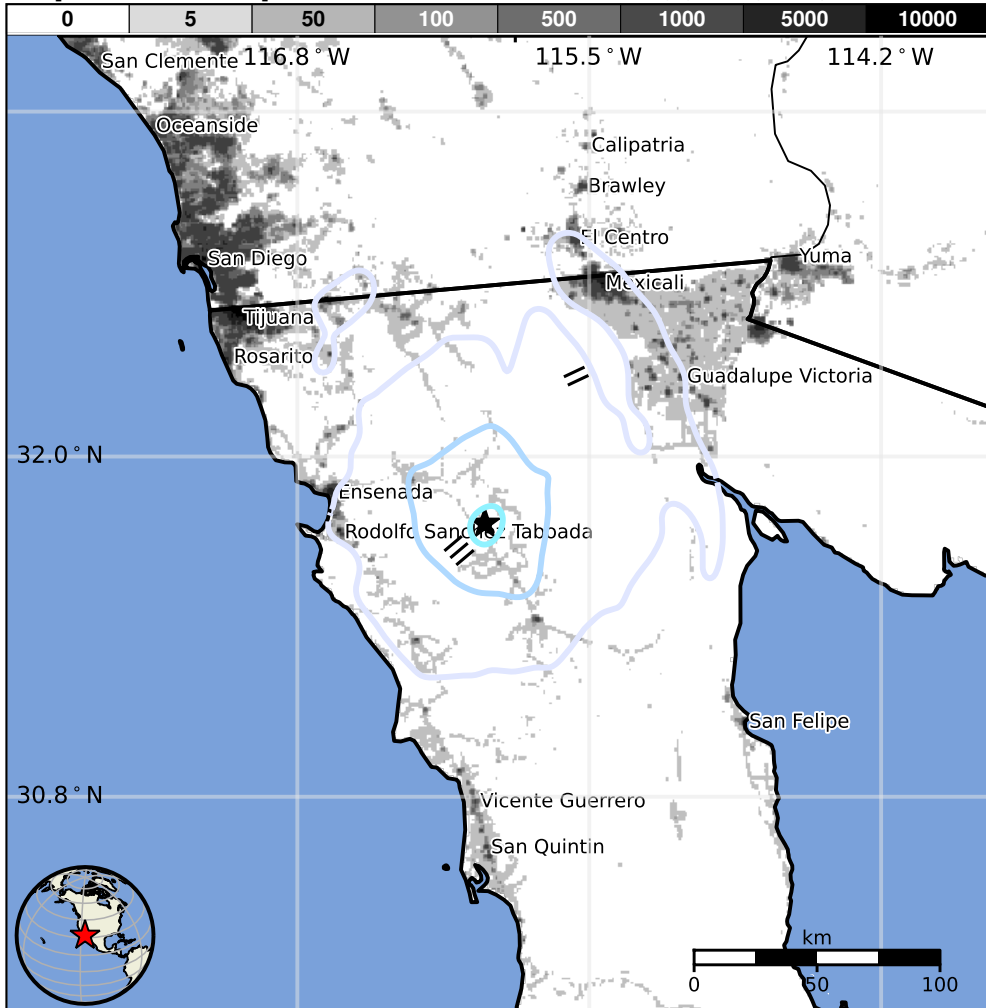 0 5 50 100 500 1000 5000 10000
116.8°W 115.5°W 114.2°W
San Clemente
Oceanside
Calipatria
Brawley
El Centro
San Diego
Yuma
Mexicali
Tijuana
Rosarito
Guadalupe Victoria
32.0°N
Ensenada
Rodolfo Sanchez Taboada
San Felipe
30.8°N
Vicente Guerrero
San Quintin
km
0 50 100